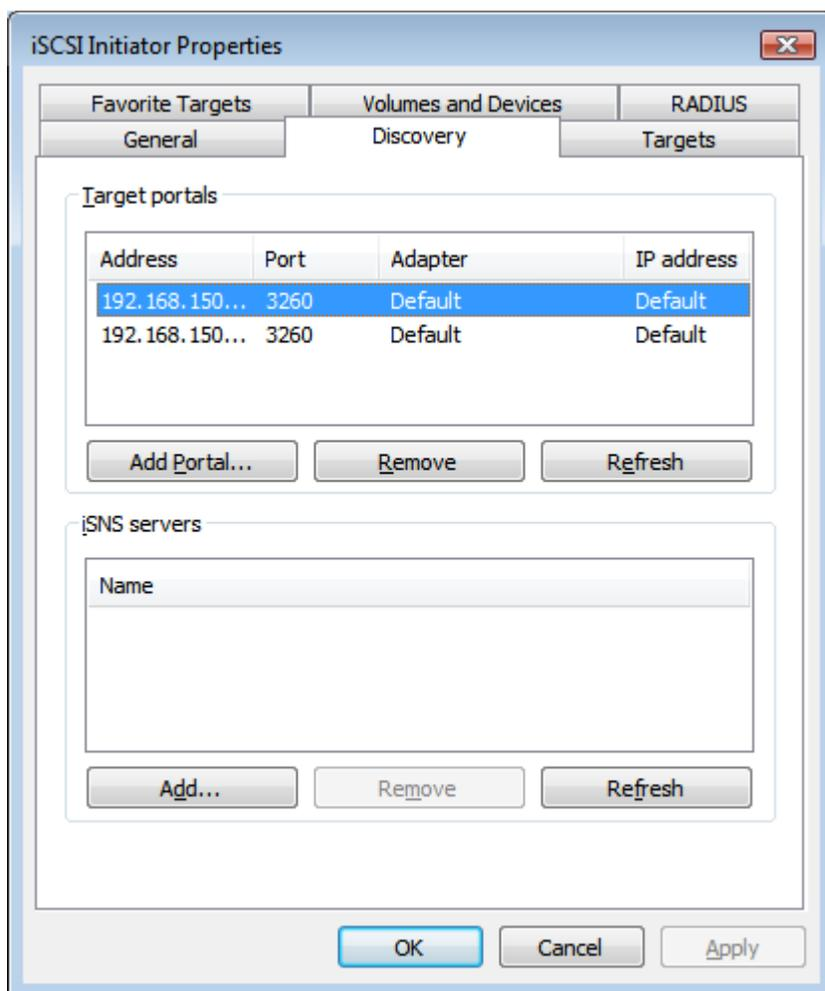 iSCSI Initiator Properties
Favorite Targets Volumes and Devices RADIUS
General Discovery Targets
Target portals
Address Port Adapter IP address
192.168.150... 3260 Default Default
192.168.150... 3260 Default Default
Add Portal... Remove Refresh
iSNS servers
Name
Add... Remove Refresh
OK Cancel Apply